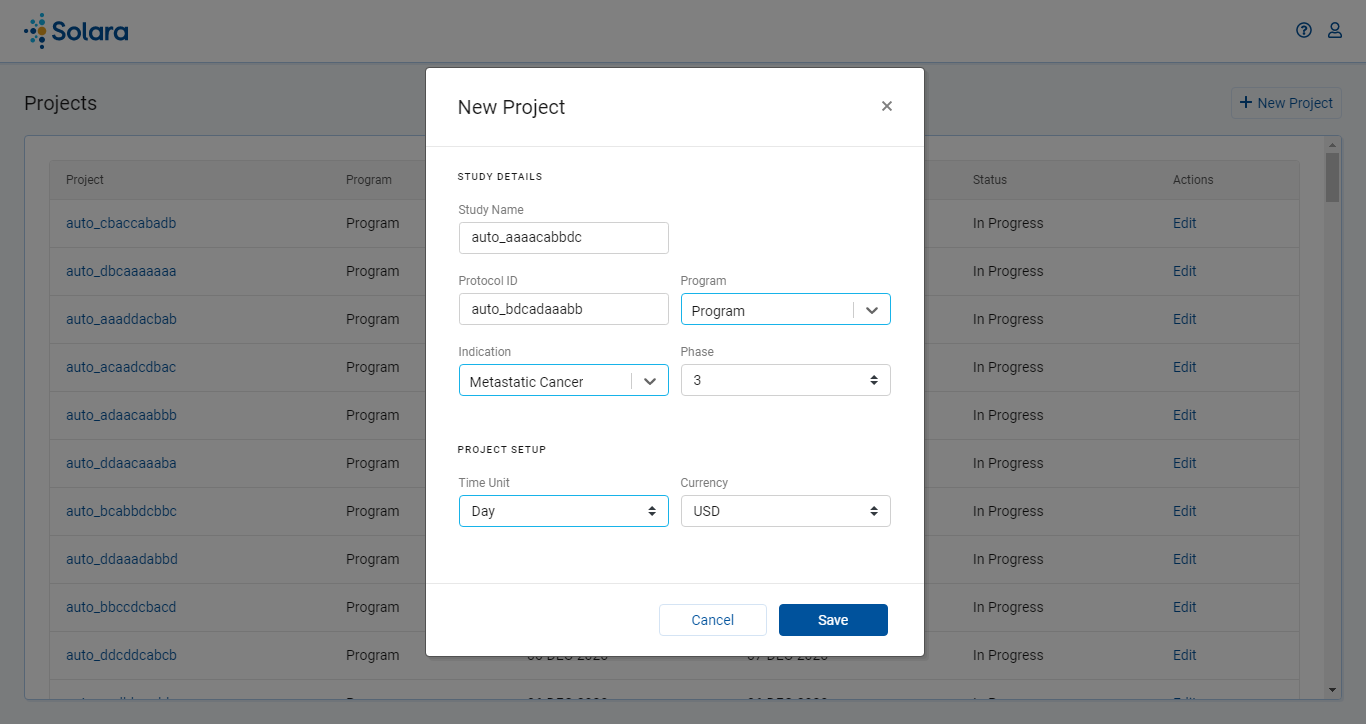 Solara
Projects
New Project
New Project
×
STUDY DETAILS
Study Name
auto_aaaacabbdc
Protocol ID Program
auto_bdcadaaabb Program
Indication Phase
Metastatic Cancer 3
PROJECT SETUP
Time Unit Currency
Day USD
Cancel Save
Project Program Status Actions
auto_cbaccabadb Program In Progress Edit
auto_dbcaaaaaaa Program In Progress Edit
auto_aaaddacbab Program In Progress Edit
auto_acaadcdbac Program In Progress Edit
auto_adaacaabbb Program In Progress Edit
auto_ddaacaaaba Program In Progress Edit
auto_bcabbdcbbc Program In Progress Edit
auto_ddaaadabbd Program In Progress Edit
auto_bbccdcbacd Program In Progress Edit
auto_ddcddcabcb Program In Progress Edit